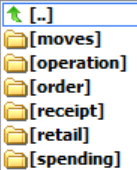 [..]
[moves]
[operation]
[order]
[receipt]
[retail]
[spending]